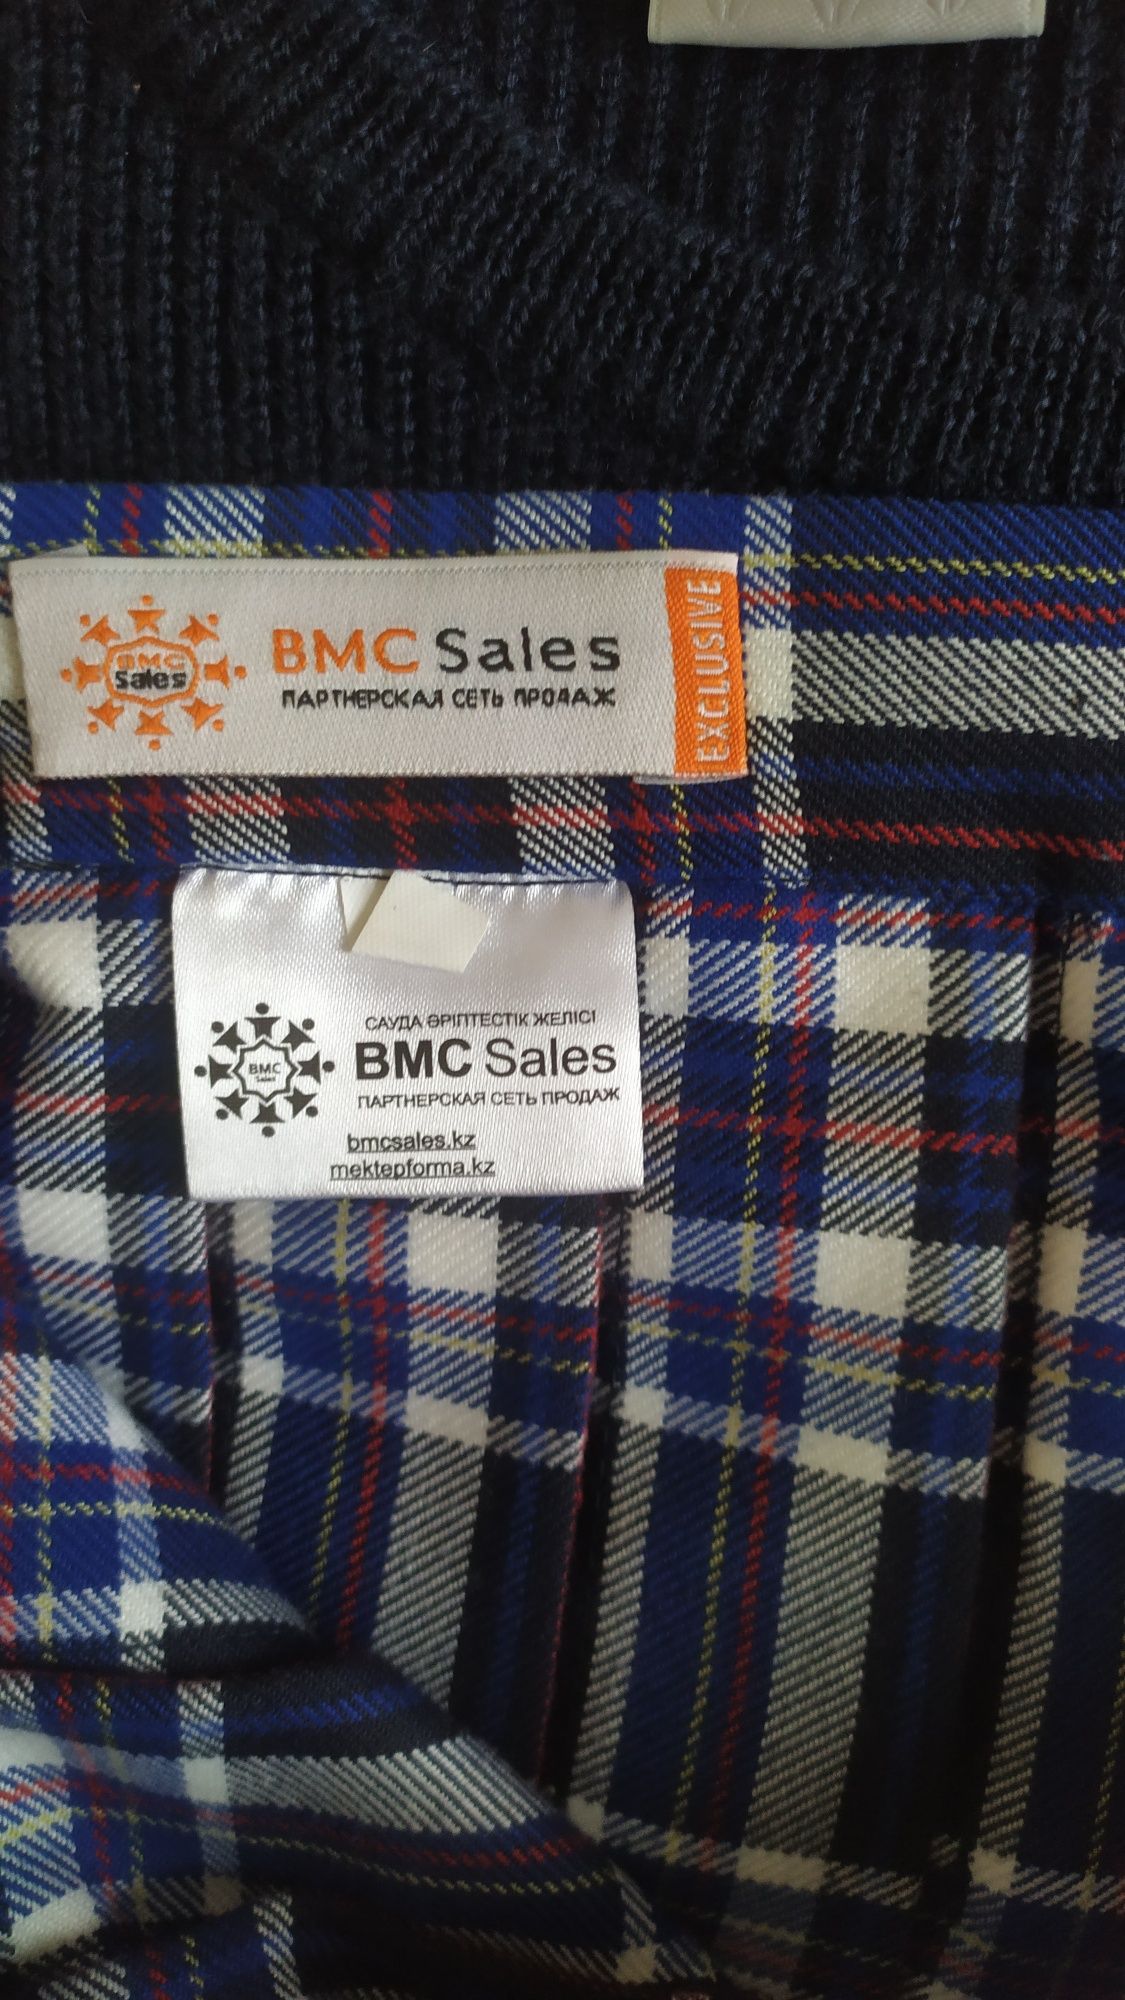 BMC
Sales
BMC Sales
ПАРТНЕРСКАЯ СЕТЬ ПРОДАЖ
EXCLUSIVE
САУДА ӘРІПТЕСТІК ЖЕЛІСІ
BMC
Sales
BMC Sales
ПАРТНЕРСКАЯ СЕТЬ ПРОДАЖ
bmcsales.kz
mektepforma.kz